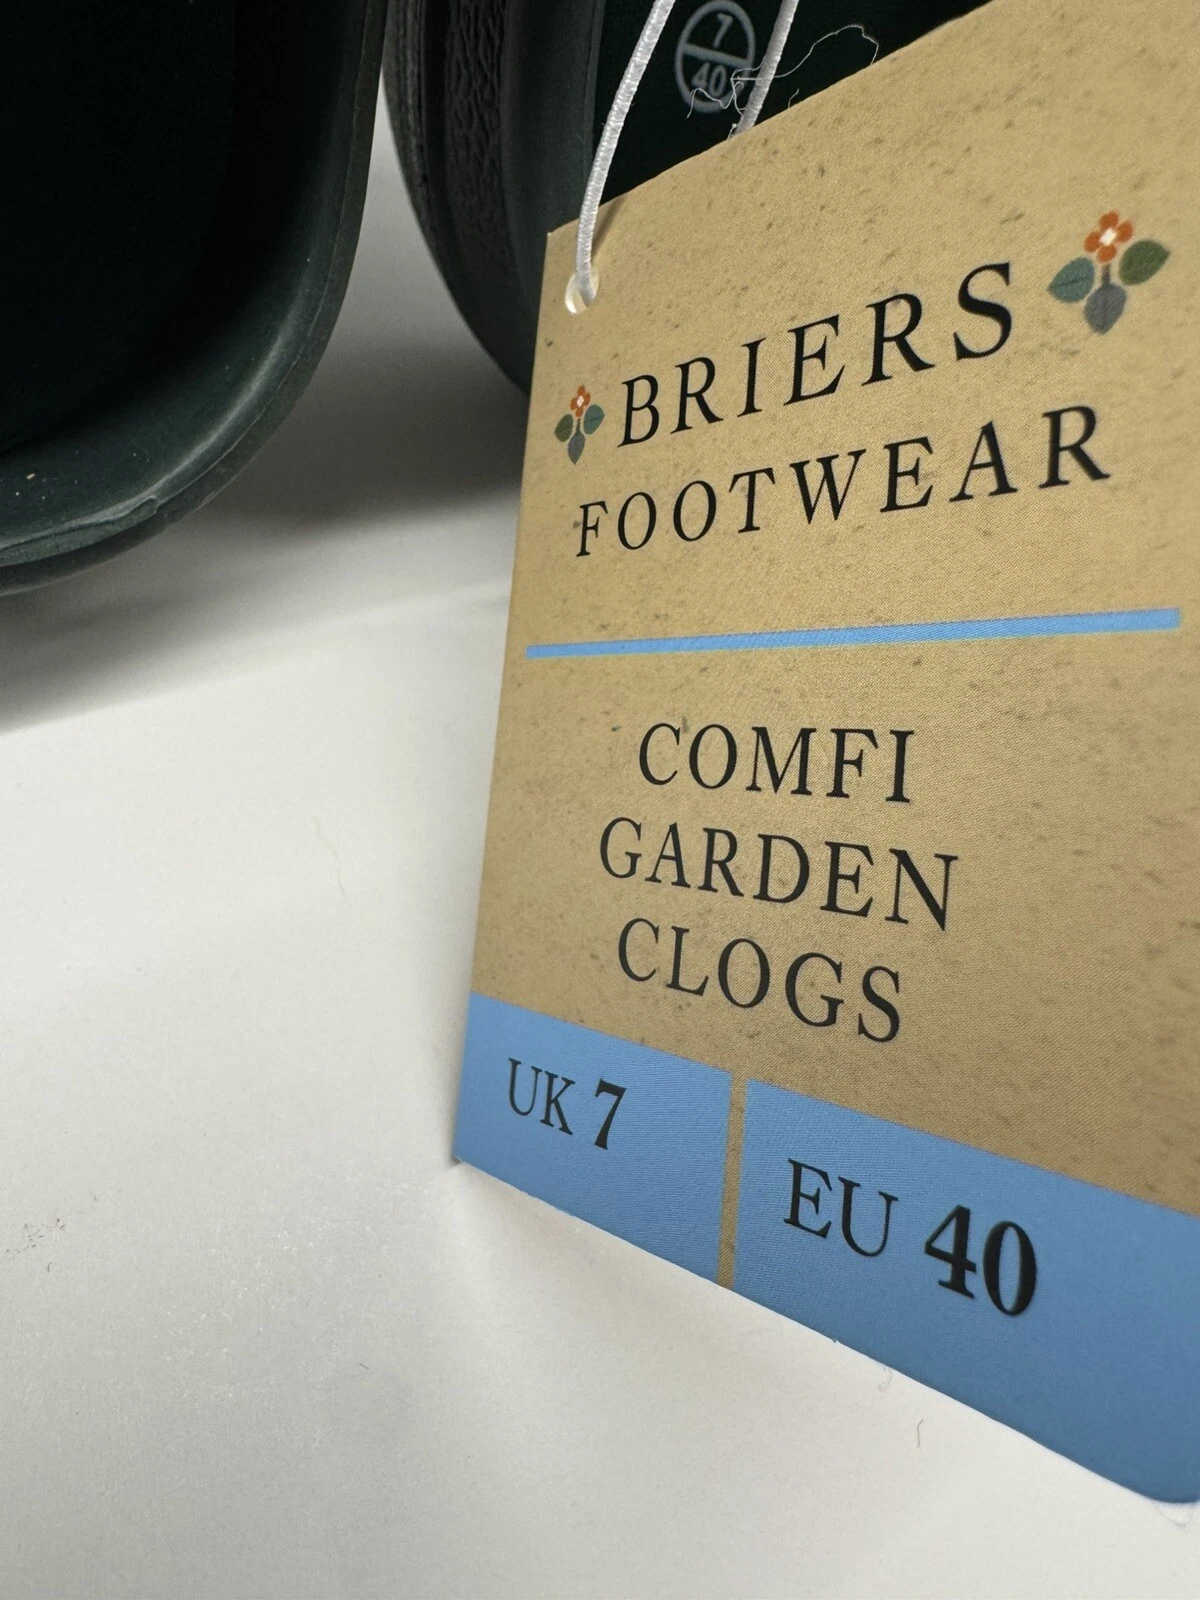 7
40
BRIERS
FOOTWEAR
COMFI
GARDEN
CLOGS
UK 7
EU 40